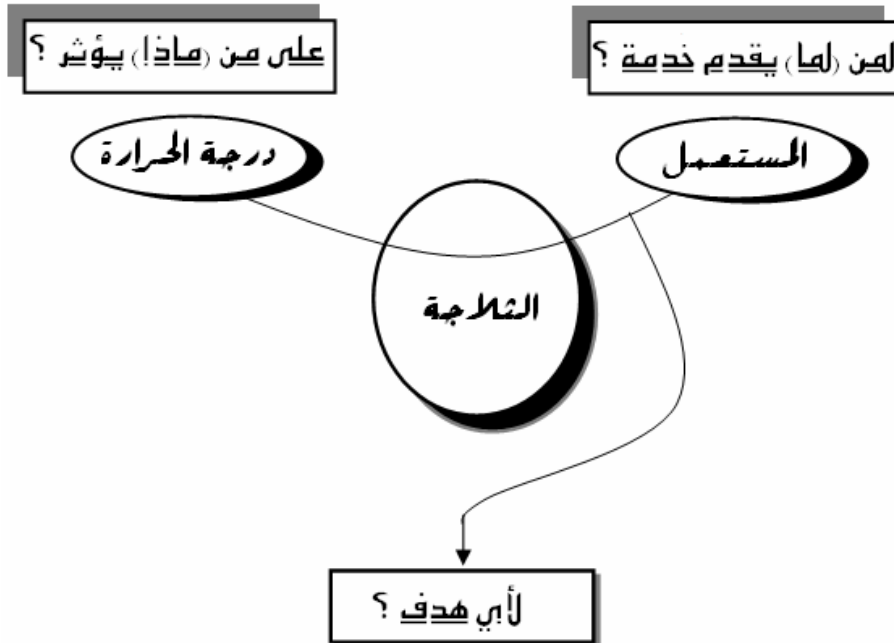 لمن (لما) يقدم خدمة ؟
على من (ماذا) يؤثر ؟
المستعمل
درجة الحرارة
الثلاجة
لأي هدف ؟